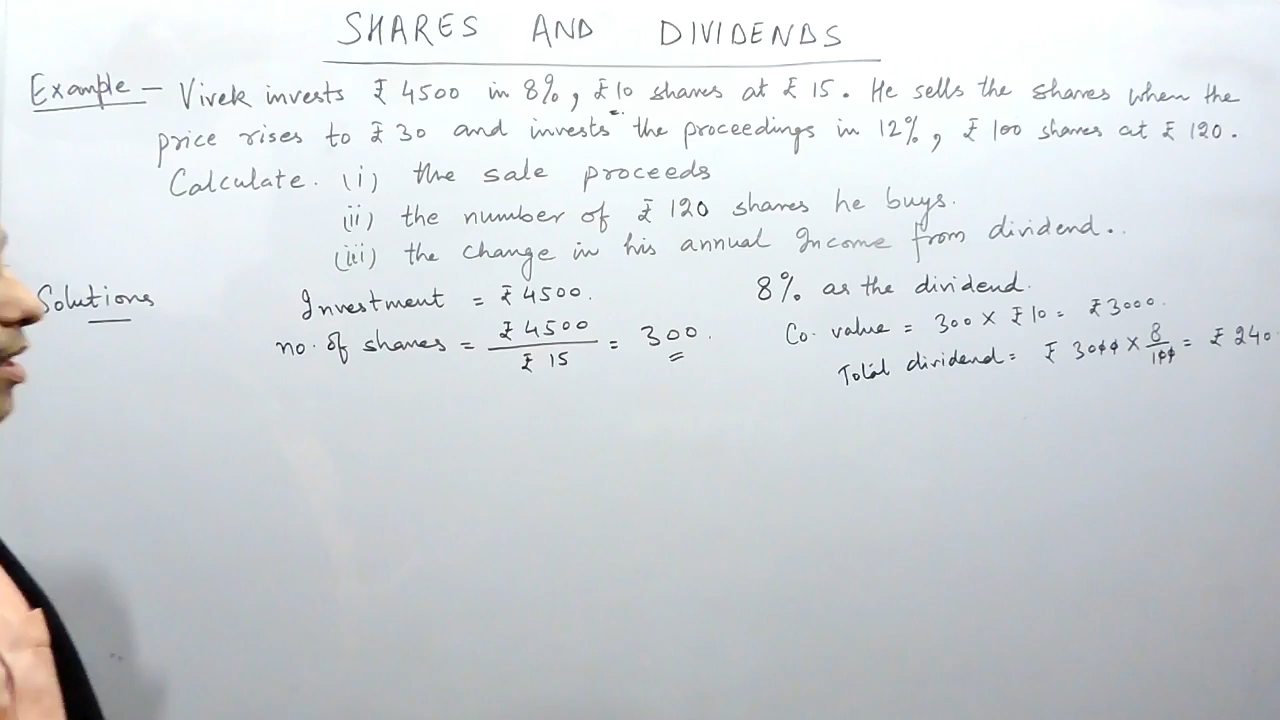 SHARES AND DIVIDENDS
Example - Vivek invests ₹ 4500 in 8%, ₹10 shares at ₹ 15. He sells the shares when the
price rises to ₹ 30 and invests the proceedings in 12%, ₹ 100 shares at ₹ 120.
Calculate. (i) the sale proceeds
(ii) the number of ₹ 120 shares he buys.
(iii) the change in his annual Income from dividend..
Solutions
Investment = ₹ 4500.
no. of shares = ₹ 4500 / ₹ 15 = 300.
8% as the dividend.
Co. value = 300 × ₹ 10 = ₹ 3000.
Total dividend = ₹ 3000 × 8/100 = ₹ 240